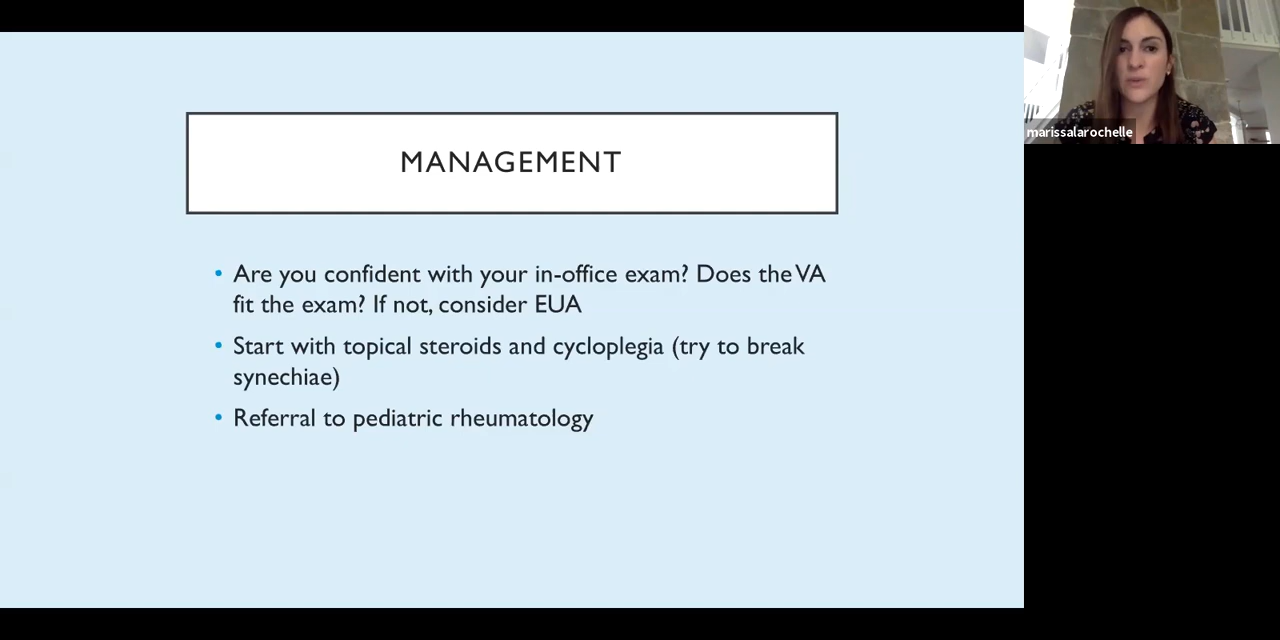 MANAGEMENT
• Are you confident with your in-office exam? Does the VA
fit the exam? If not, consider EUA
• Start with topical steroids and cycloplegia (try to break
synechiae)
• Referral to pediatric rheumatology
marissalarochelle